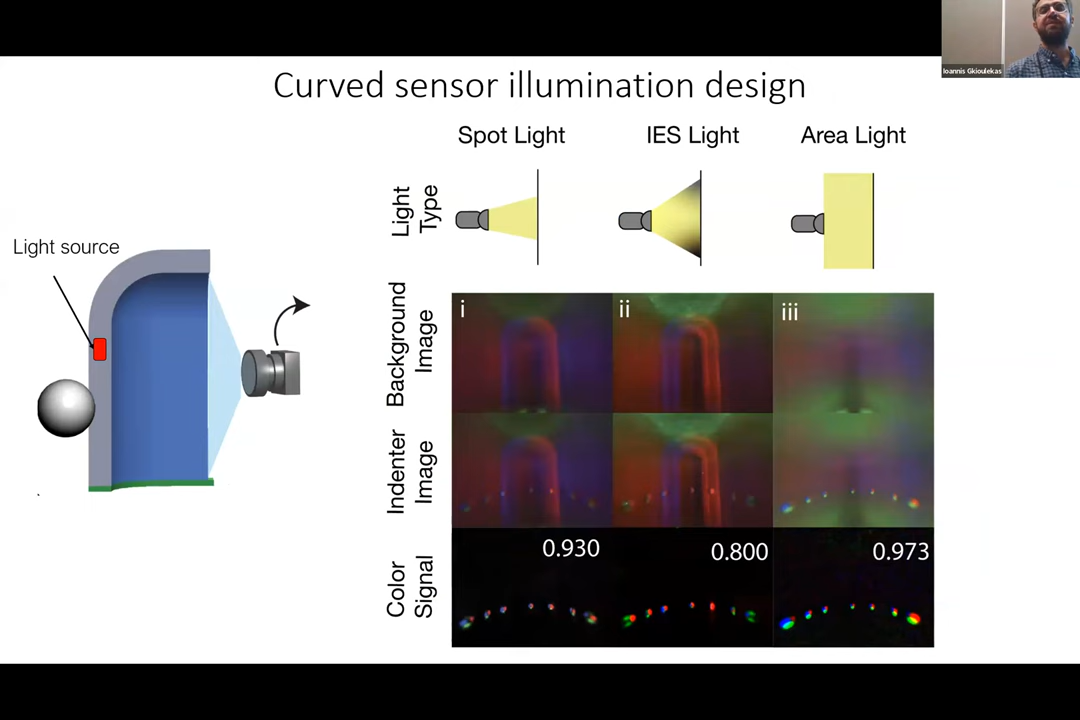 Ioannis Gkioulekas
Curved sensor illumination design
Spot Light
IES Light
Area Light
Light
Type
Light source
Background
Image
i
ii
iii
Indenter
Image
Color
Signal
0.930
0.800
0.973